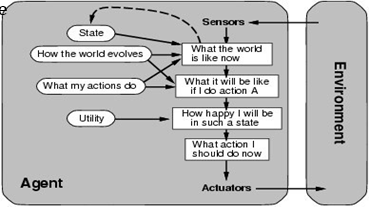 e
Sensors
State
How the world evolves
What the world
is like now
What my actions do
What it will be like
if I do action A
Utility
How happy I will be
in such a state
What action I
should do now
Agent
Actuators
Environment